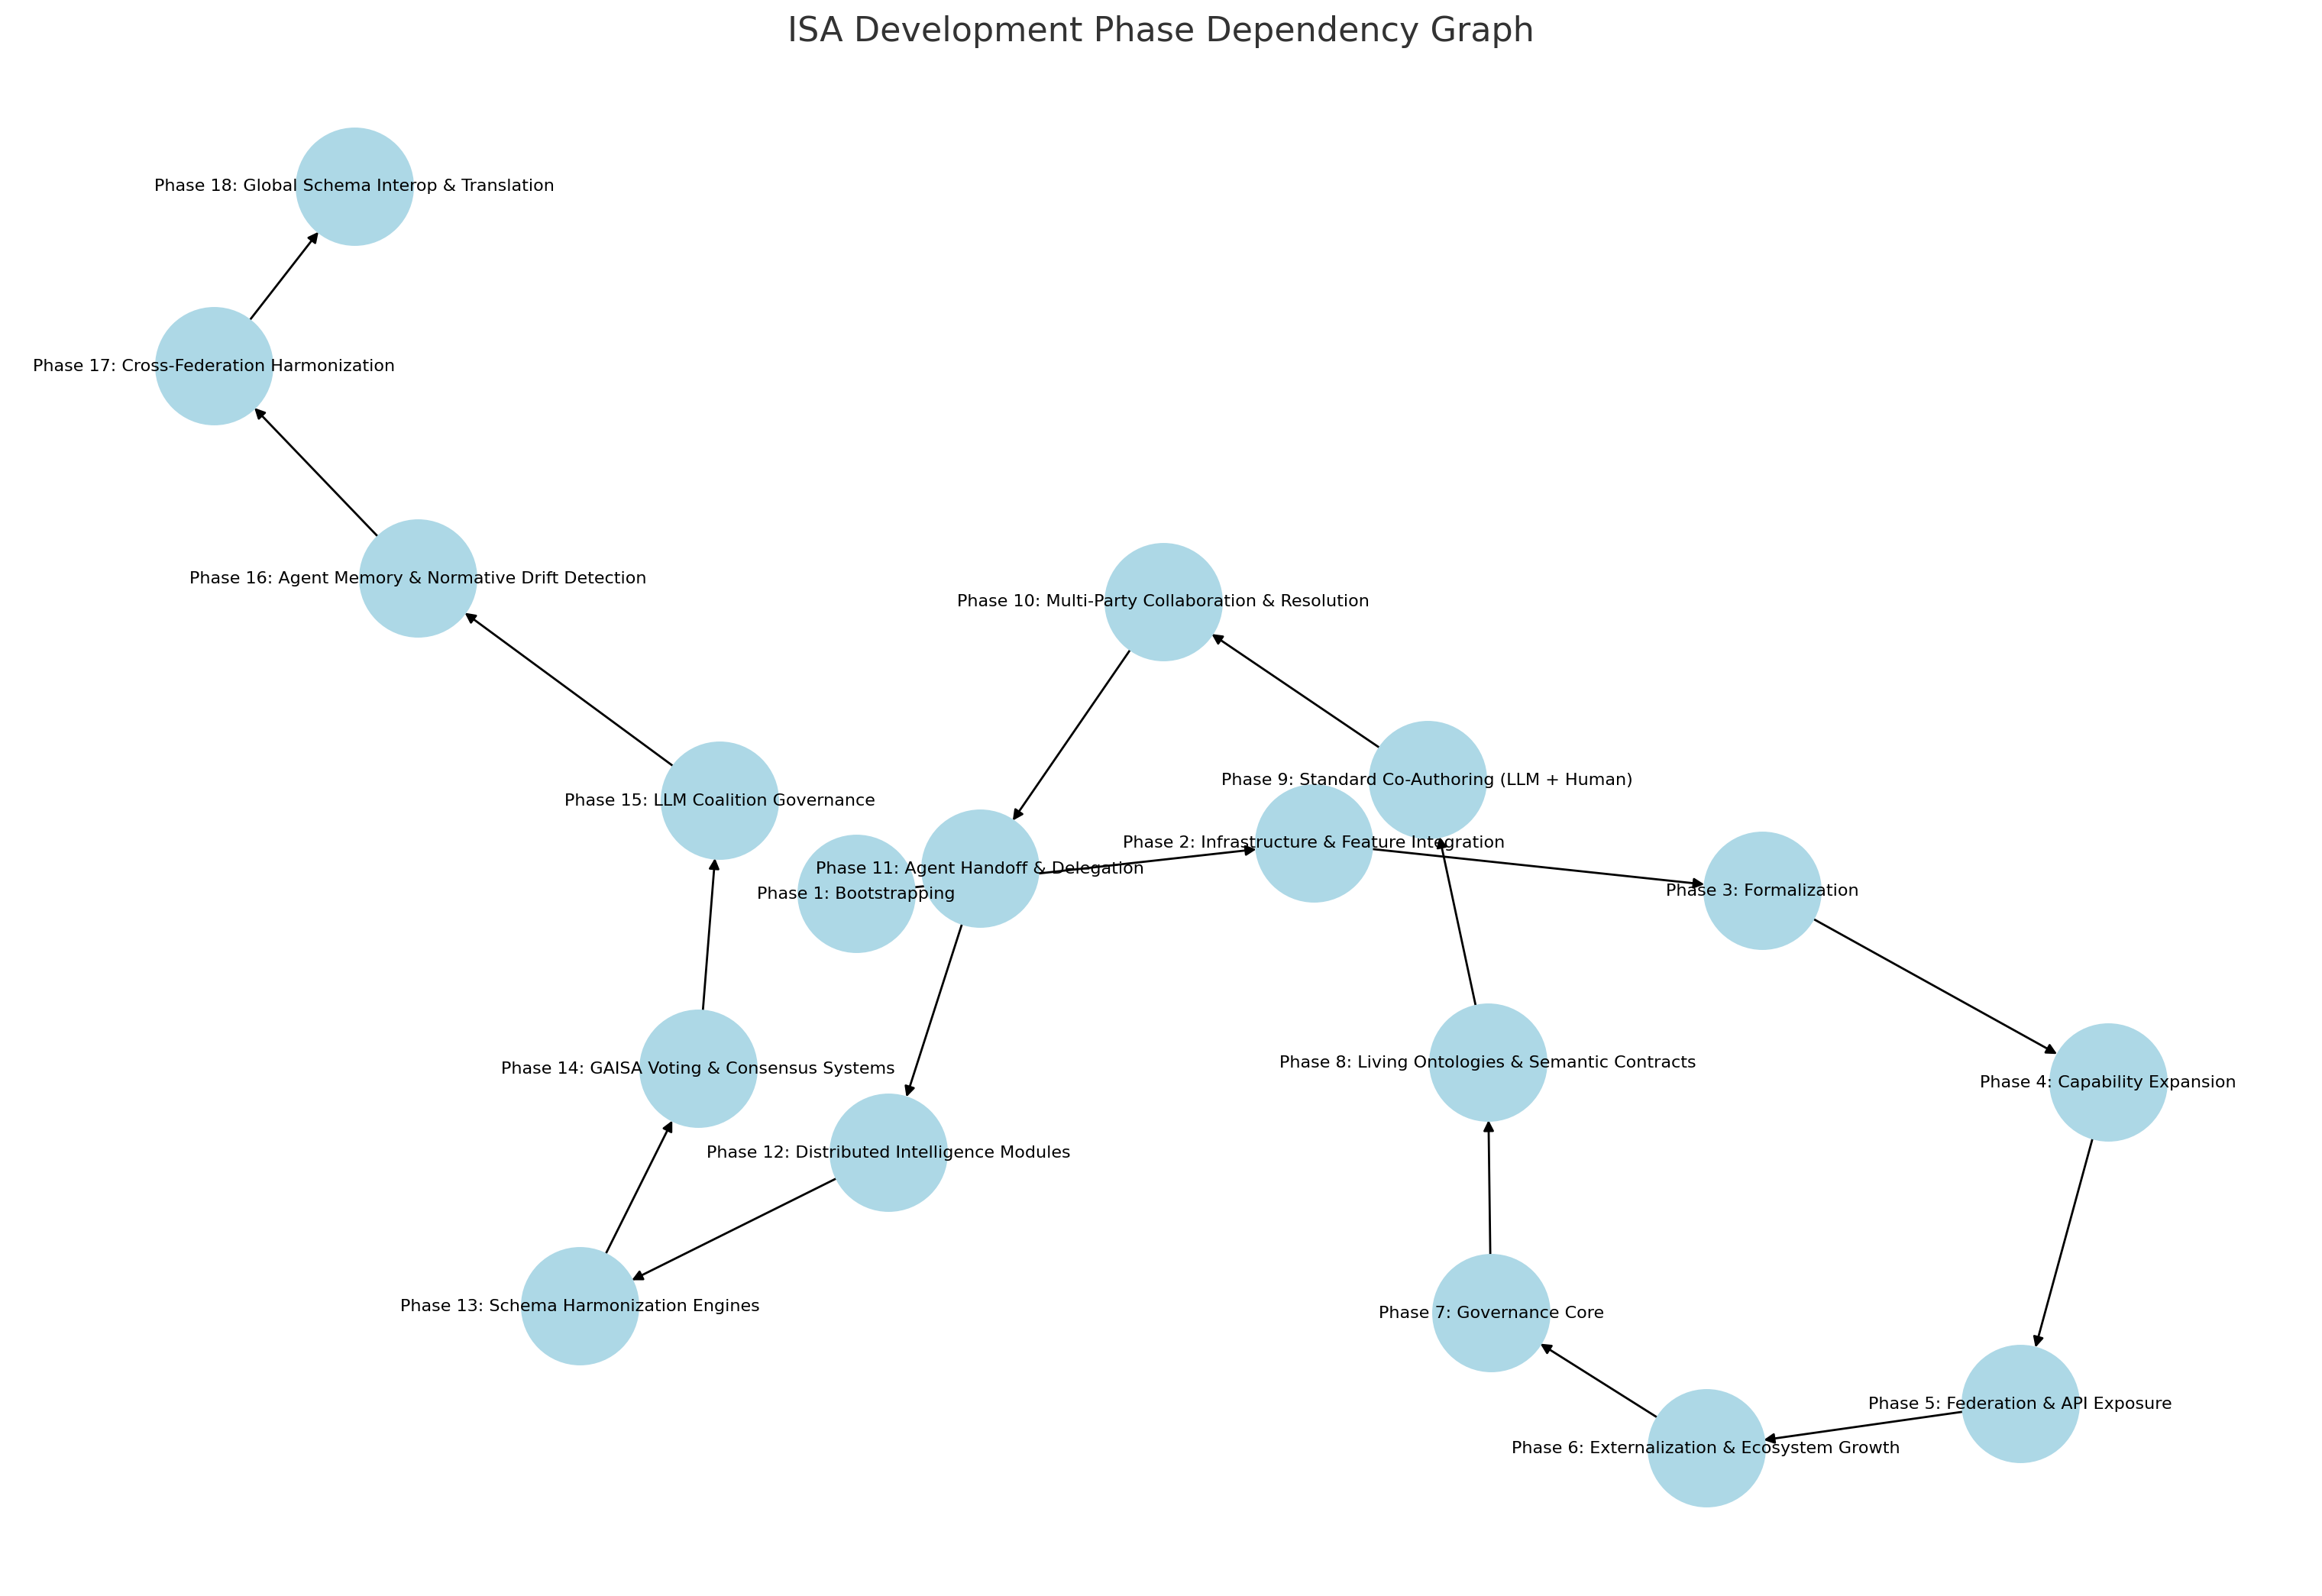 ISA Development Phase Dependency Graph
Phase 18: Global Schema Interop & Translation
Phase 17: Cross-Federation Harmonization
Phase 16: Agent Memory & Normative Drift Detection
Phase 10: Multi-Party Collaboration & Resolution
Phase 9: Standard Co-Authoring (LLM + Human)
Phase 15: LLM Coalition Governance
Phase 2: Infrastructure & Feature Integration
Phase 11: Agent Handoff & Delegation
Phase 1: Bootstrapping
Phase 3: Formalization
Phase 8: Living Ontologies & Semantic Contracts
Phase 14: GAISA Voting & Consensus Systems
Phase 4: Capability Expansion
Phase 12: Distributed Intelligence Modules
Phase 13: Schema Harmonization Engines
Phase 7: Governance Core
Phase 5: Federation & API Exposure
Phase 6: Externalization & Ecosystem Growth